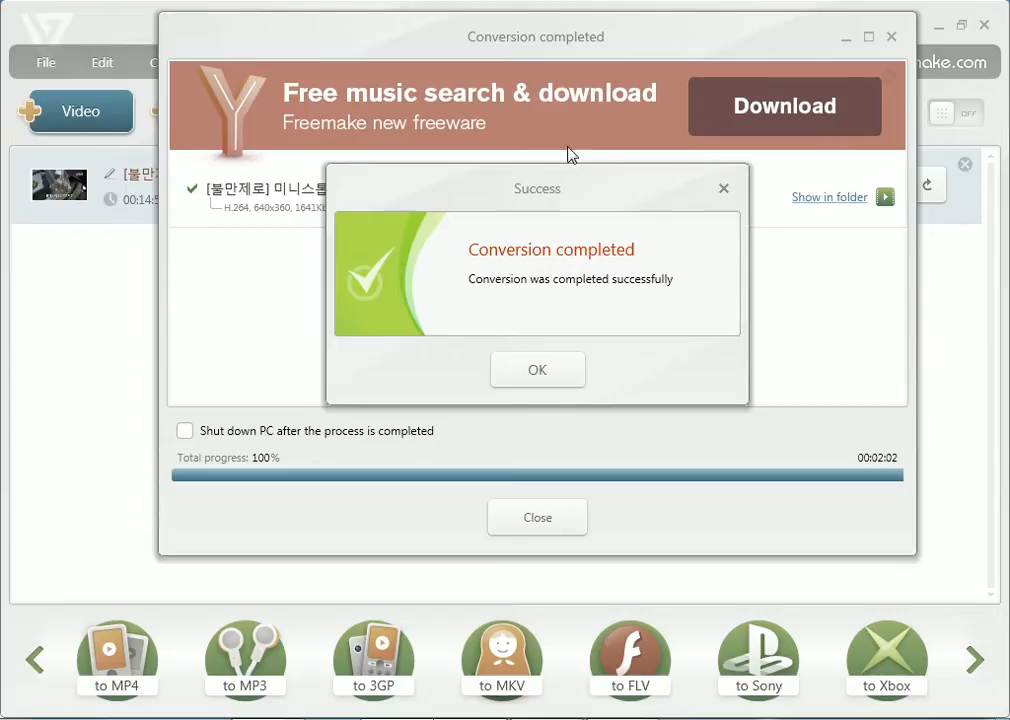 Conversion completed
File
Edit
make.com
Free music search & download
Freemake new freeware
Download
Video
OFF
[불만
00:14:5
[불만제로] 미니스톱
H.264, 640x360, 1641Kb
Show in folder
Success
Conversion completed
Conversion was completed successfully
OK
Shut down PC after the process is completed
Total progress: 100%
00:02:02
Close
to MP4
to MP3
to 3GP
to MKV
to FLV
to Sony
to Xbox